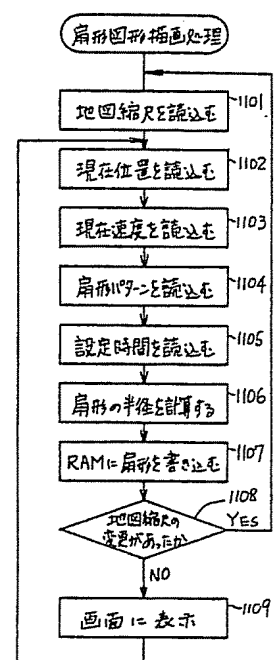 扇形図形描画処理
地図縮尺を読込む
1101
現在位置を読込む
1102
現在速度を読込む
1103
扇形パターンを読込む
1104
設定時間を読込む
1105
扇形の半径を計算する
1106
RAMに扇形を書き込む
1107
1108
地図縮尺の
変更があったか
YES
NO
画面に表示
1109